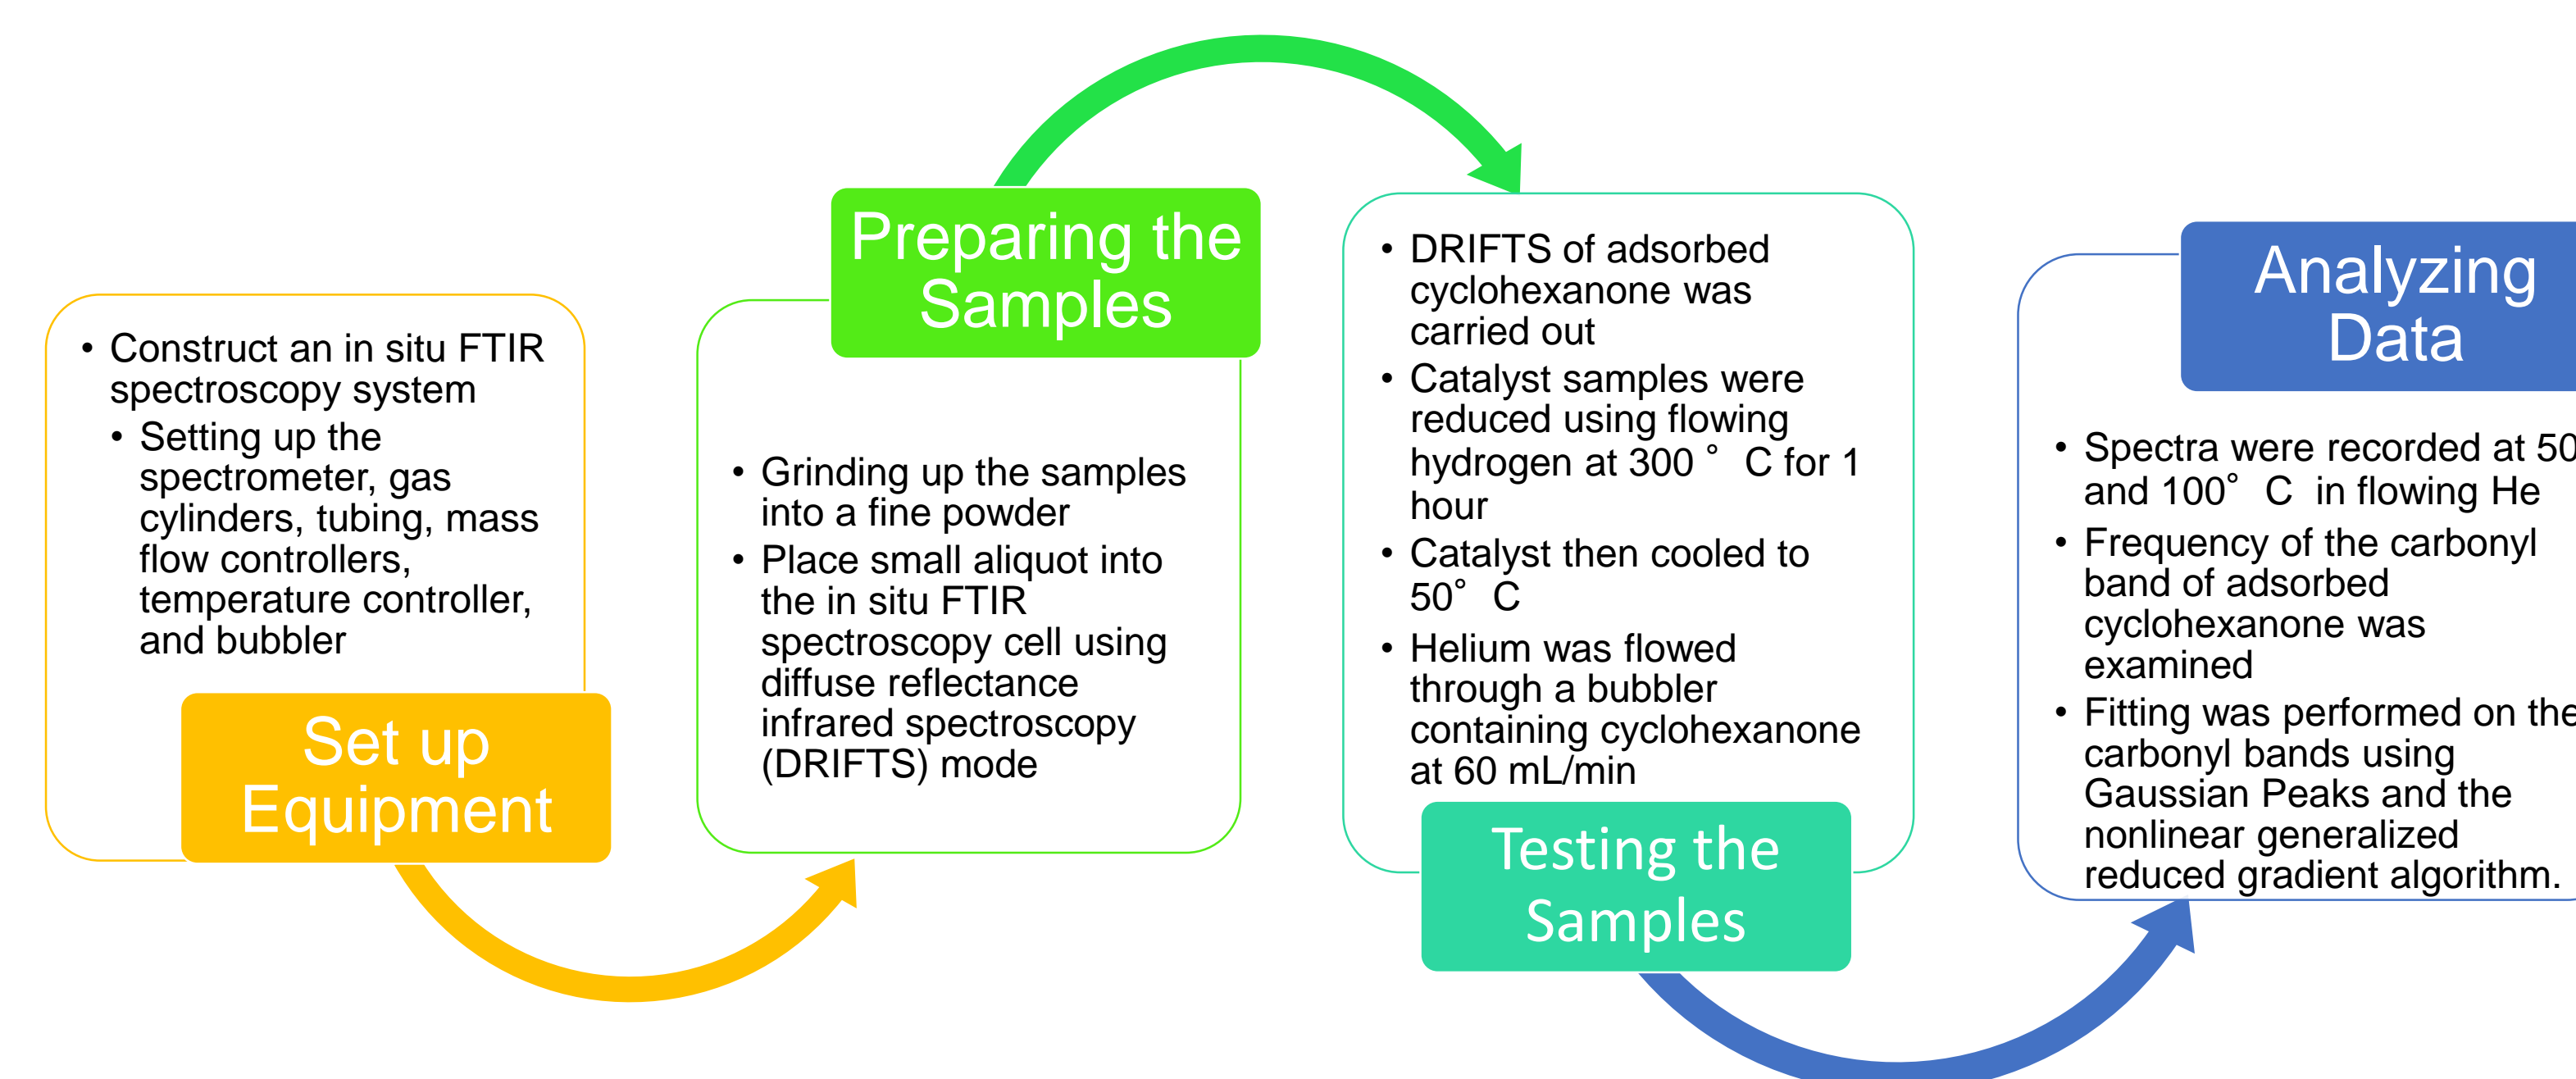 • Construct an in situ FTIR
spectroscopy system
• Setting up the
spectrometer, gas
cylinders, tubing, mass
flow controllers,
temperature controller,
and bubbler
Set up
Equipment
Preparing the
Samples
• Grinding up the samples
into a fine powder
• Place small aliquot into
the in situ FTIR
spectroscopy cell using
diffuse reflectance
infrared spectroscopy
(DRIFTS) mode
• DRIFTS of adsorbed
cyclohexanone was
carried out
• Catalyst samples were
reduced using flowing
hydrogen at 300 ° C for 1
hour
• Catalyst then cooled to
50° C
• Helium was flowed
through a bubbler
containing cyclohexanone
at 60 mL/min
Testing the
Samples
Analyzing
Data
• Spectra were recorded at 50
and 100° C in flowing He
• Frequency of the carbonyl
band of adsorbed
cyclohexanone was
examined
• Fitting was performed on the
carbonyl bands using
Gaussian Peaks and the
nonlinear generalized
reduced gradient algorithm.